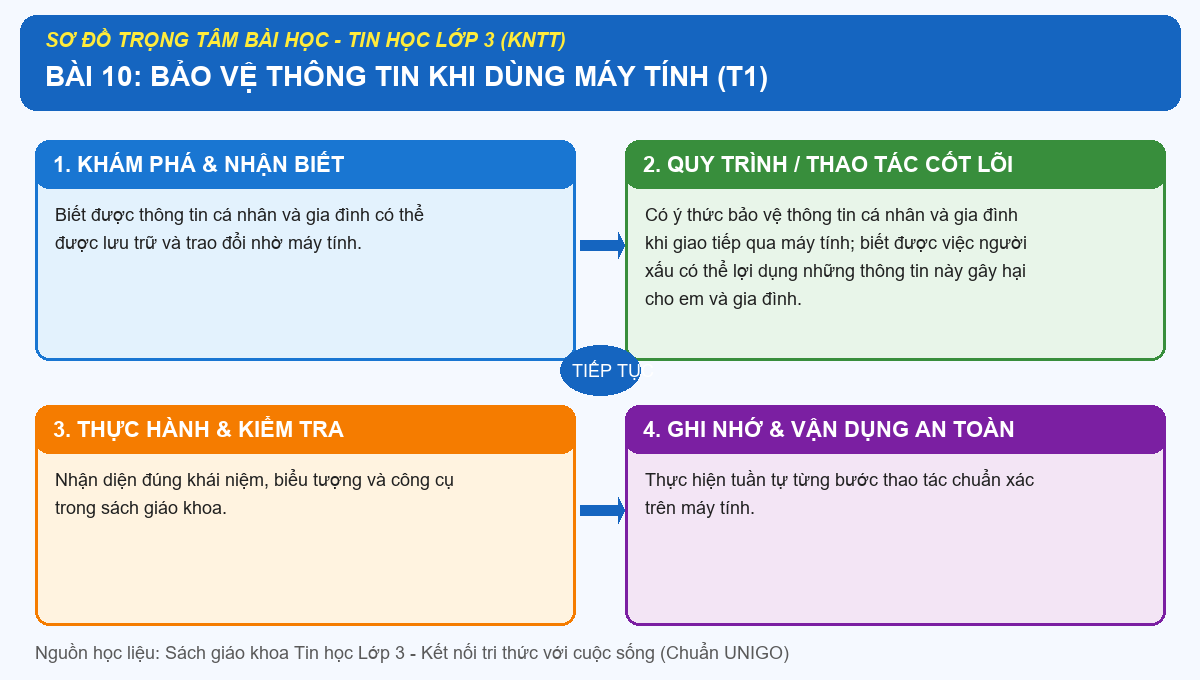 SƠ ĐỒ TRỌNG TÂM BÀI HỌC - TIN HỌC LỚP 3 (KNTT)
BÀI 10: BẢO VỆ THÔNG TIN KHI DÙNG MÁY TÍNH (T1)
1. KHÁM PHÁ & NHẬN BIẾT
Biết được thông tin cá nhân và gia đình có thể
được lưu trữ và trao đổi nhờ máy tính.
2. QUY TRÌNH / THAO TÁC CỐT LÕI
Có ý thức bảo vệ thông tin cá nhân và gia đình
khi giao tiếp qua máy tính; biết được việc người
xấu có thể lợi dụng những thông tin này gây hại
cho em và gia đình.
TIẾP TỤC
3. THỰC HÀNH & KIỂM TRA
Nhận diện đúng khái niệm, biểu tượng và công cụ
trong sách giáo khoa.
4. GHI NHỚ & VẬN DỤNG AN TOÀN
Thực hiện tuần tự từng bước thao tác chuẩn xác
trên máy tính.
Nguồn học liệu: Sách giáo khoa Tin học Lớp 3 - Kết nối tri thức với cuộc sống (Chuẩn UNIGO)